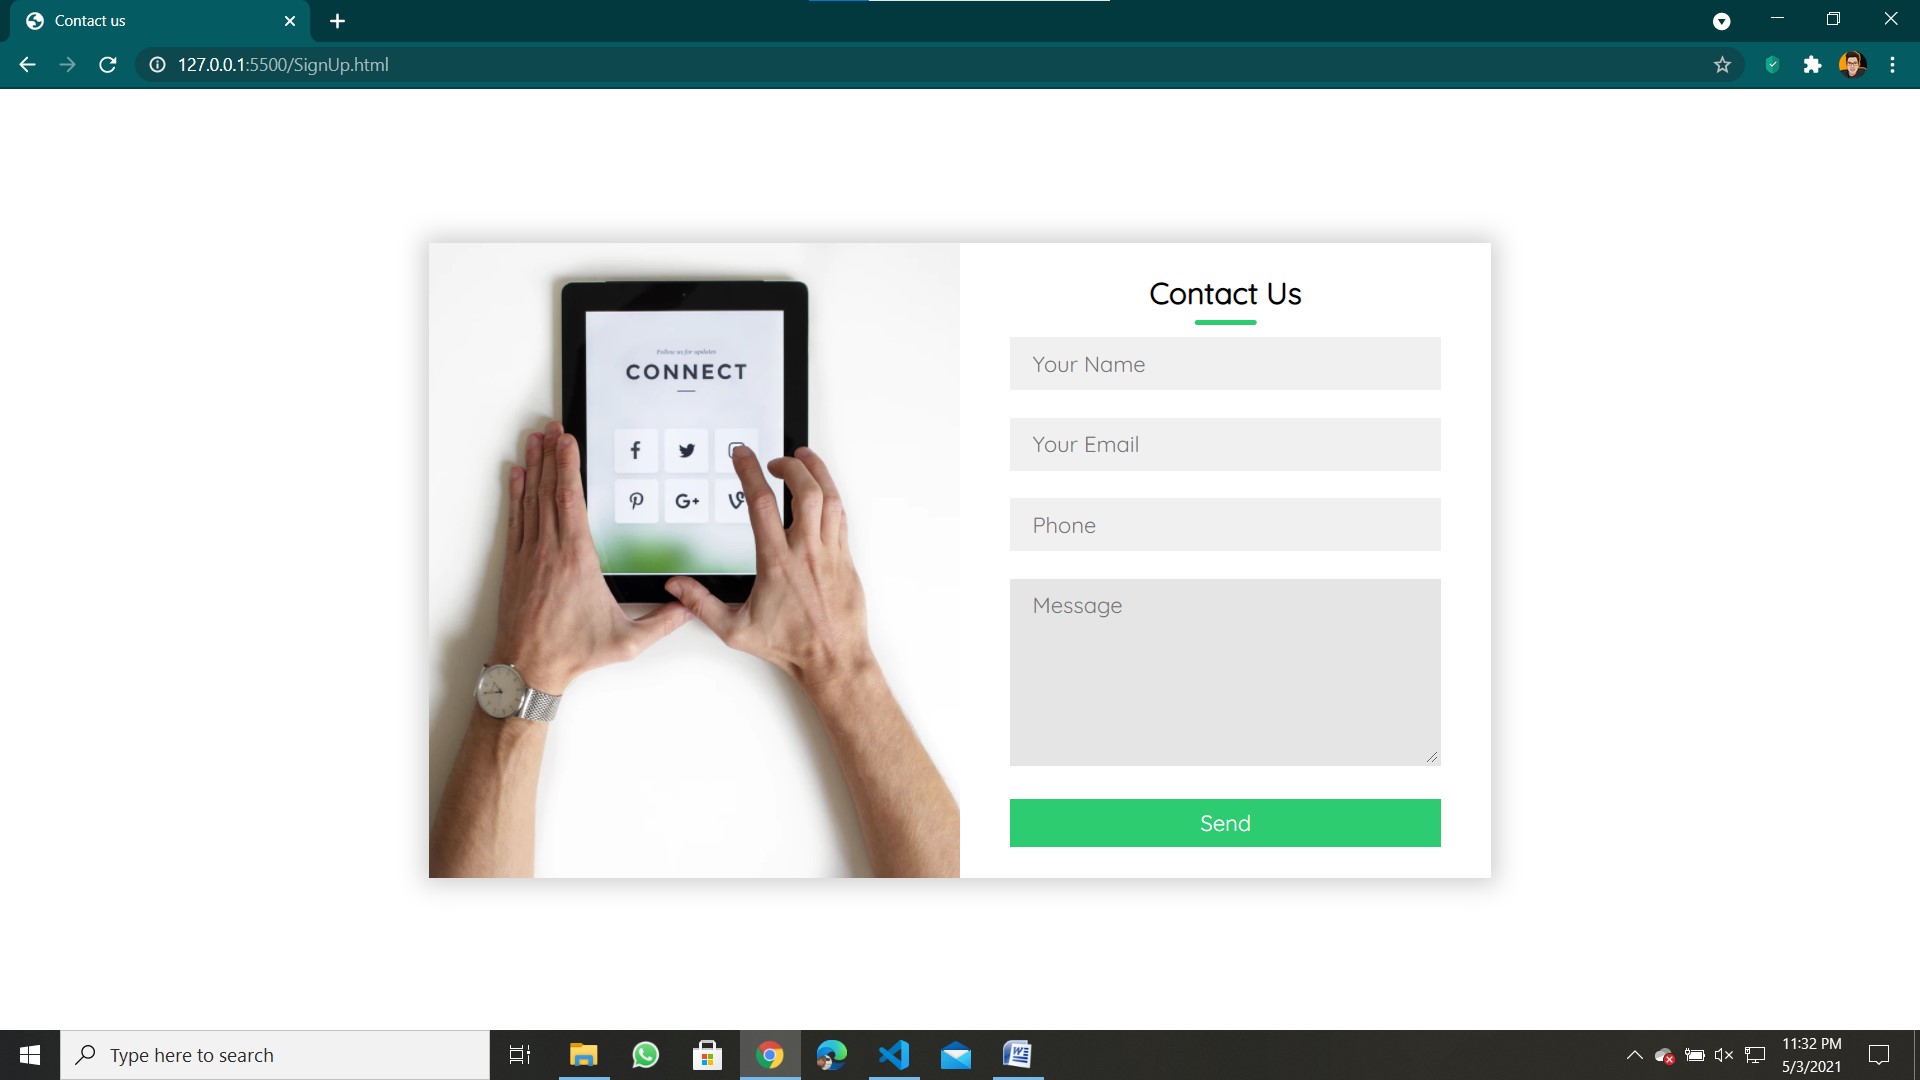 Contact us
127.0.0.1:5500/SignUp.html
Follow us for updates
CONNECT
G+
Contact Us
Your Name
Your Email
Phone
Message
Send
Type here to search
11:32 PM
5/3/2021